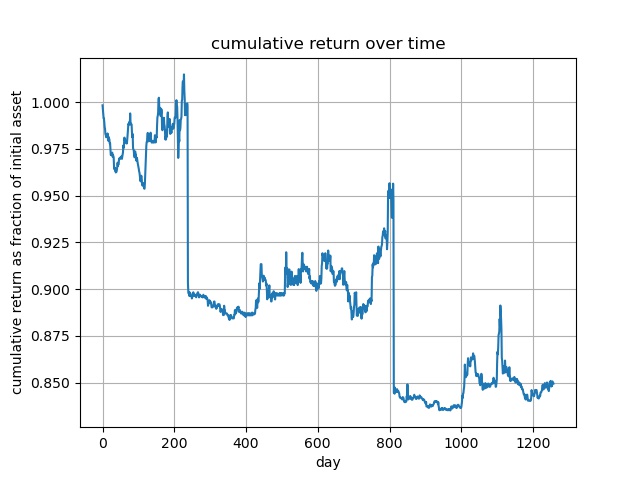 cumulative return over time
cumulative return as fraction of initial asset
1.000
0.975
0.950
0.925
0.900
0.875
0.850
0 200 400 600 800 1000 1200
day